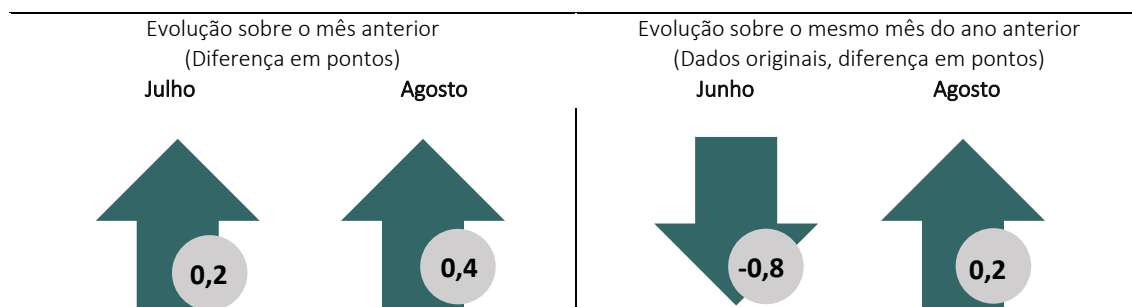 Evolução sobre o mês anterior
(Diferença em pontos)
Julho Agosto
0,2 0,4
Evolução sobre o mesmo mês do ano anterior
(Dados originais, diferença em pontos)
Junho Agosto
-0,8 0,2